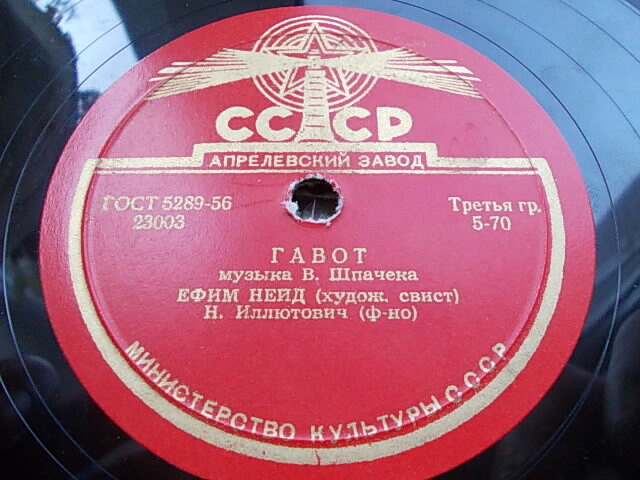 СССР
АПРЕЛЕВСКИЙ ЗАВОД
ГОСТ 5289-56
23003
Третья гр.
5-70
ГАВОТ
музыка В. Шпачека
ЕФИМ НЕЙД (худож. свист)
Н. Иллютович (ф-но)
МИНИСТЕРСТВО КУЛЬТУРЫ СССР